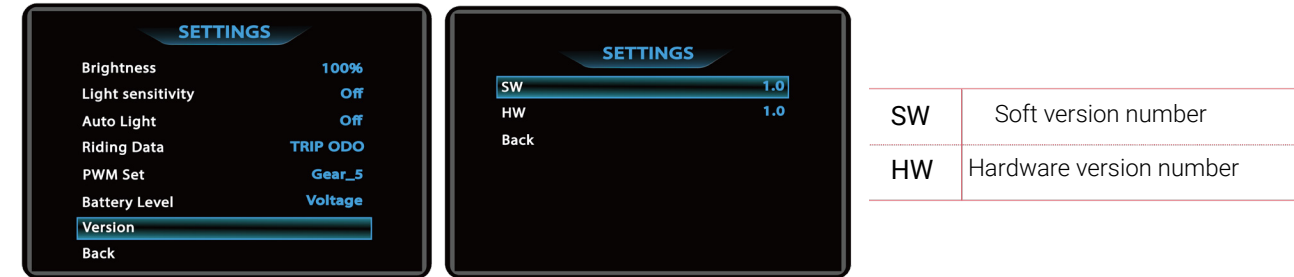 SETTINGS
Brightness 100%
Light sensitivity Off
Auto Light Off
Riding Data TRIP ODO
PWM Set Gear_5
Battery Level Voltage
Version
Back
SETTINGS
SW 1.0
HW 1.0
Back
SW Soft version number
HW Hardware version number